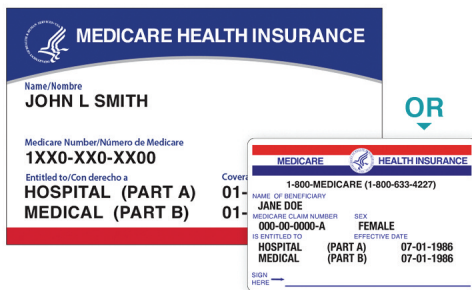 MEDICARE HEALTH INSURANCE
Name/Nombre
JOHN L SMITH
Medicare Number/Número de Medicare
1XX0-XX0-XX00
Entitled to/Con derecho a
HOSPITAL (PART A) 01-
MEDICAL (PART B) 01-
OR
MEDICARE HEALTH INSURANCE
1-800-MEDICARE (1-800-633-4227)
NAME OF BENEFICIARY
JANE DOE
MEDICARE CLAIM NUMBER SEX
000-00-0000-A FEMALE
IS ENTITLED TO EFFECTIVE DATE
HOSPITAL (PART A) 07-01-1986
MEDICAL (PART B) 07-01-1986
SIGN
HERE